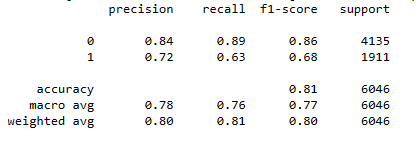 precision recall f1-score support
0 0.84 0.89 0.86 4135
1 0.72 0.63 0.68 1911
accuracy 0.81 6046
macro avg 0.78 0.76 0.77 6046
weighted avg 0.80 0.81 0.80 6046